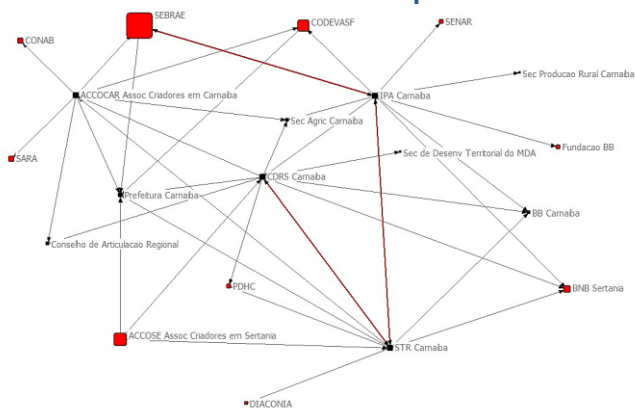 SEBRAE
CODEVASF
SENAR
CONAB
Sec Producao Rural Carnaiba
ACCOCAR Assoc Criadores em Carnaiba
IPA Carnaiba
Sec Agric Carnaiba
Fundacao BB
Sec de Desenv Territorial do MDA
SARA
CDRS Carnaiba
Prefeitura Carnaiba
BB Carnaiba
Conselho de Articulacao Regional
PDHC
BNB Sertania
ACCOSE Assoc Criadores em Sertania
STR Carnaiba
DIACONIA